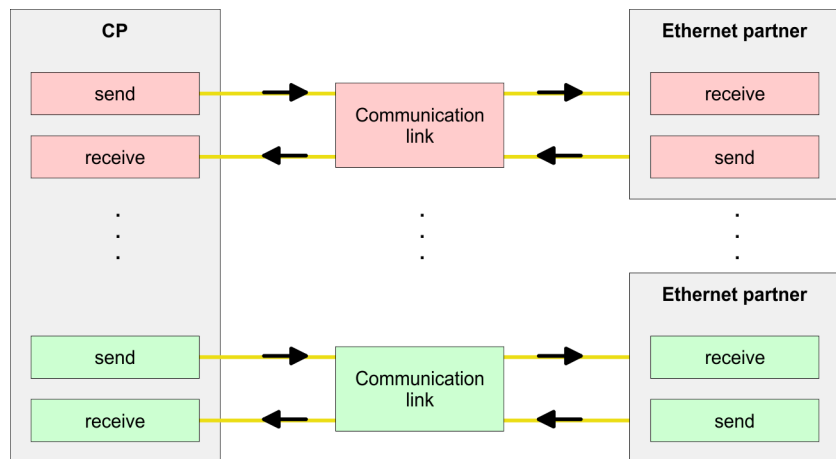 CP
Ethernet partner
send
receive
Communication
link
receive
send
.
.
.
.
.
.
.
.
.
Ethernet partner
send
receive
Communication
link
receive
send